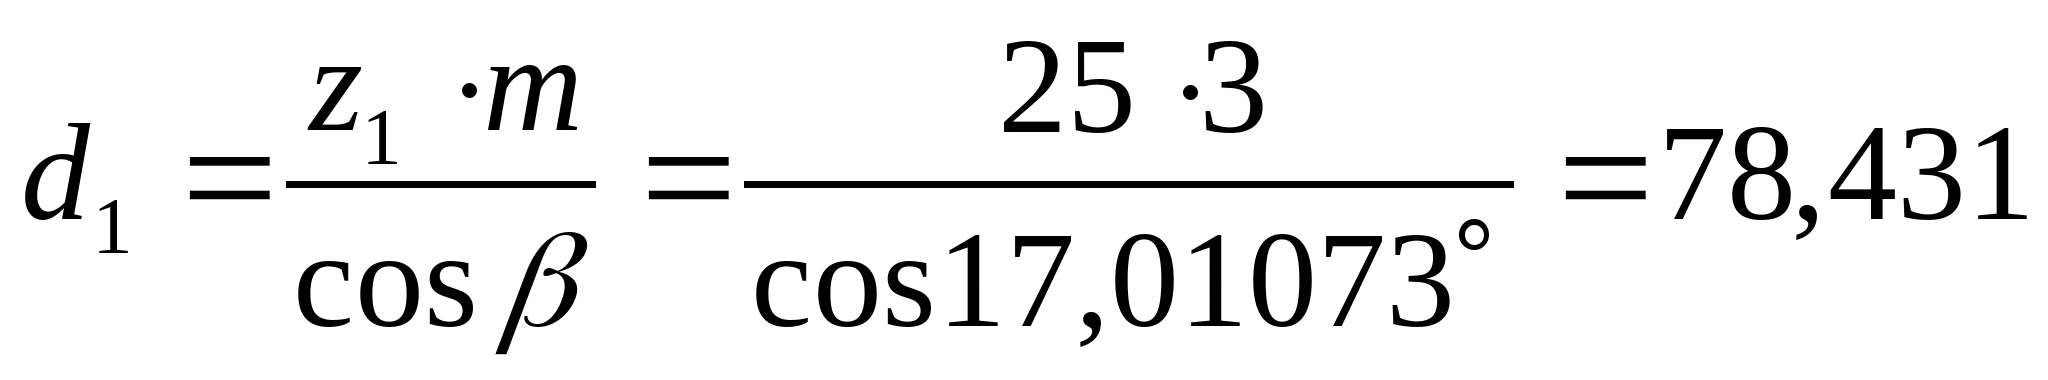 d₁ = z₁ · m / cos β = 25 · 3 / cos17,01073° = 78,431